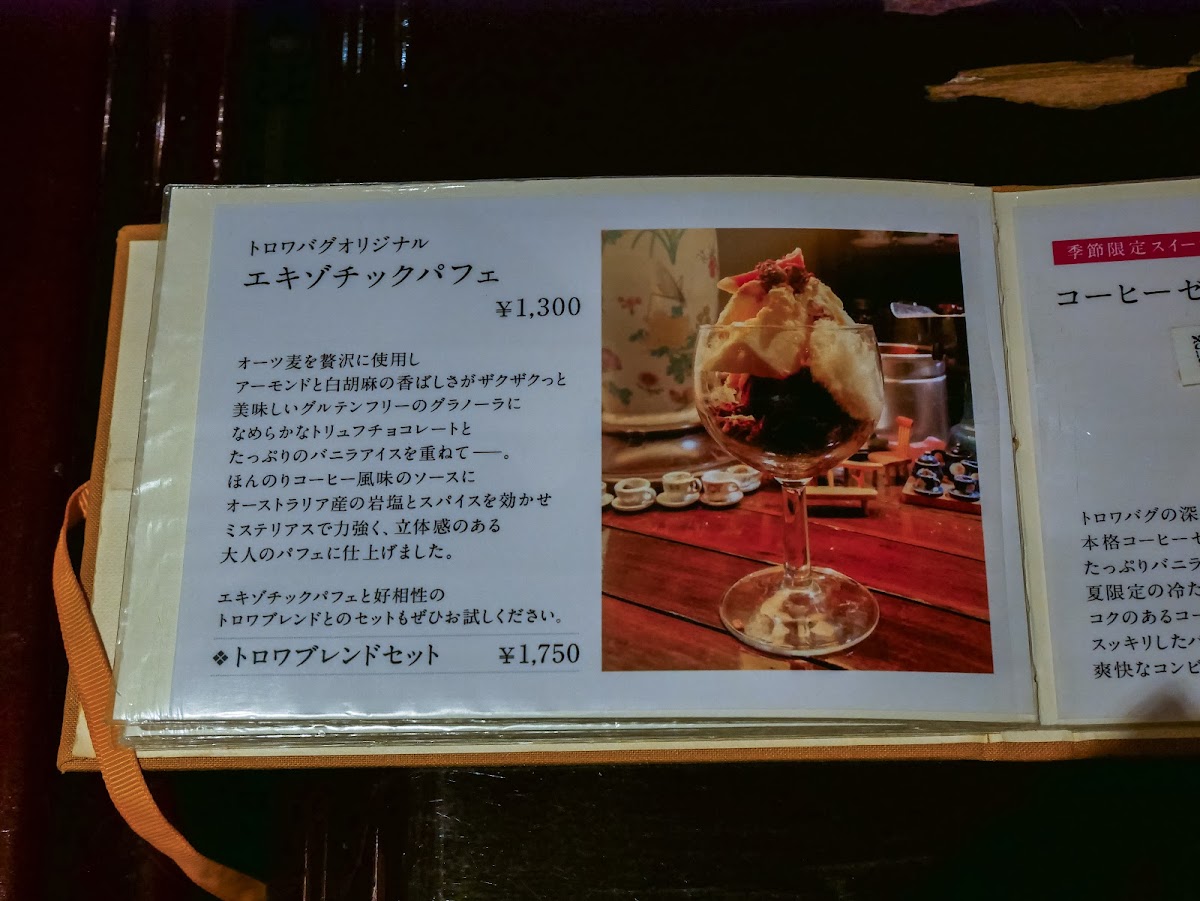 トロワバグオリジナル
エキゾチックパフェ
¥1,300
オーツ麦を贅沢に使用し
アーモンドと白胡麻の香ばしさがザクザクっと
美味しいグルテンフリーのグラノーラに
なめらかなトリュフチョコレートと
たっぷりのバニラアイスを重ねて──。
ほんのりコーヒー風味のソースに
オーストラリア産の岩塩とスパイスを効かせ
ミステリアスで力強く、立体感のある
大人のパフェに仕上げました。
エキゾチックパフェと好相性の
トロワブレンドとのセットもぜひお試しください。
❖トロワブレンドセット ¥1,750
季節限定スイー
コーヒーゼ
トロワバグの深
本格コーヒーゼ
たっぷりバニラ
夏限定の冷た
コクのあるコー
スッキリした
爽快なコンビ